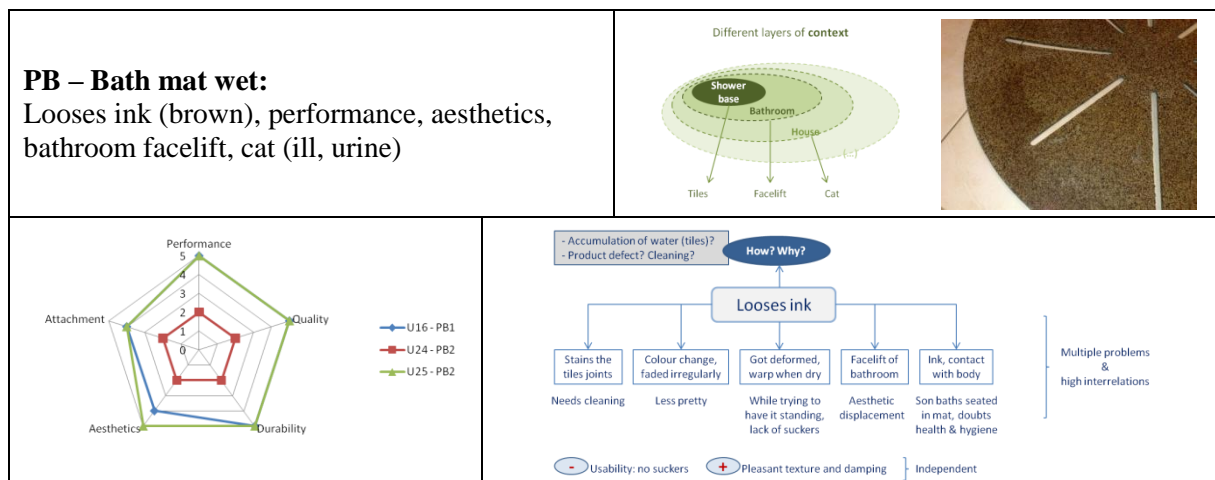 PB – Bath mat wet:
Looses ink (brown), performance, aesthetics,
bathroom facelift, cat (ill, urine)
Different layers of context
Shower
base
Bathroom
House
(...)
Tiles
Facelift
Cat
Performance
5
4
3
2
1
0
Attachment
Quality
Aesthetics
Durability
U16 - PB1
U24 - PB2
U25 - PB2
- Accumulation of water (tiles)?
- Product defect? Cleaning?
How? Why?
Looses ink
Stains the
tiles joints
Needs cleaning
Colour change,
faded irregularly
Less pretty
Got deformed,
warp when dry
While trying to
have it standing,
lack of suckers
Facelift of
bathroom
Aesthetic
displacement
Ink, contact
with body
Son baths seated
in mat, doubts
health & hygiene
Multiple problems
&
high interrelations
- Usability: no suckers
+ Pleasant texture and damping
Independent